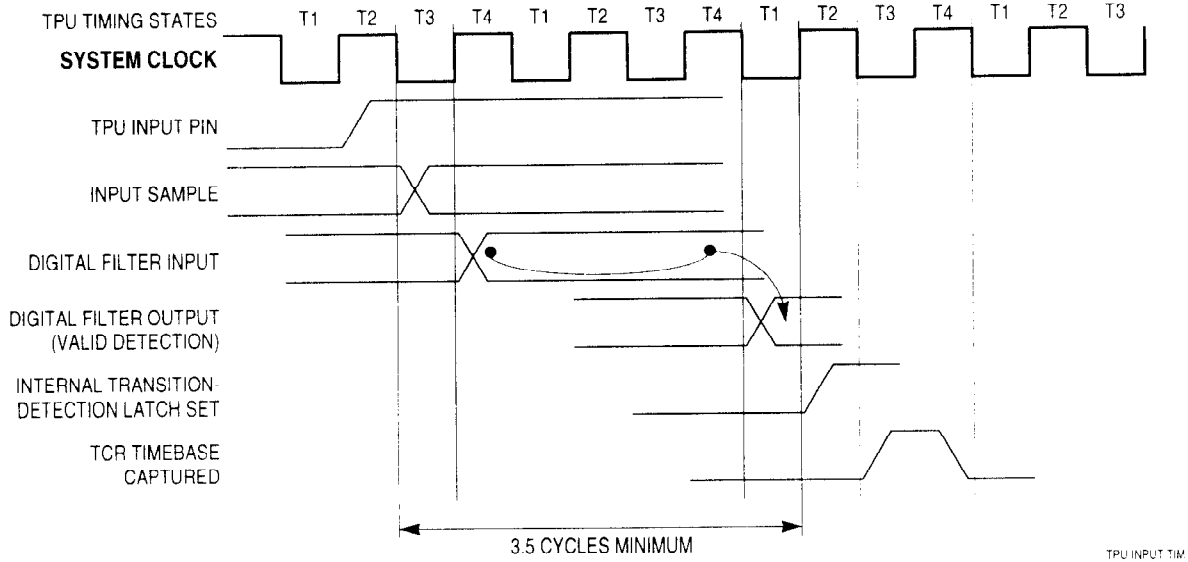 TPU TIMING STATES T1 T2 T3 T4 T1 T2 T3 T4 T1 T2 T3 T4 T1 T2 T3
SYSTEM CLOCK
TPU INPUT PIN
INPUT SAMPLE
DIGITAL FILTER INPUT
DIGITAL FILTER OUTPUT
(VALID DETECTION)
INTERNAL TRANSITION-
DETECTION LATCH SET
TCR TIMEBASE
CAPTURED
3.5 CYCLES MINIMUM
TPU INPUT TIM